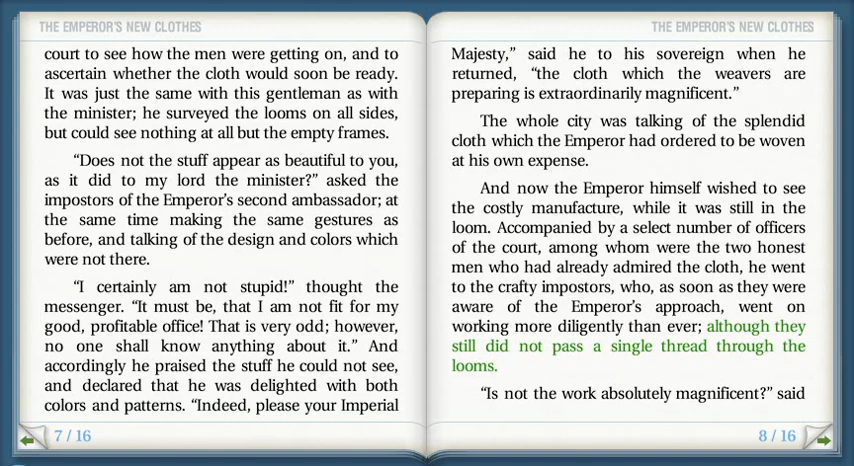 THE EMPEROR'S NEW CLOTHES
court to see how the men were getting on, and to
ascertain whether the cloth would soon be ready.
It was just the same with this gentleman as with
the minister; he surveyed the looms on all sides,
but could see nothing at all but the empty frames.
“Does not the stuff appear as beautiful to you,
as it did to my lord the minister?” asked the
impostors of the Emperor’s second ambassador; at
the same time making the same gestures as
before, and talking of the design and colors which
were not there.
“I certainly am not stupid!” thought the
messenger. “It must be, that I am not fit for my
good, profitable office! That is very odd; however,
no one shall know anything about it.” And
accordingly he praised the stuff he could not see,
and declared that he was delighted with both
colors and patterns. “Indeed, please your Imperial
7 / 16
THE EMPEROR'S NEW CLOTHES
Majesty,” said he to his sovereign when he
returned, “the cloth which the weavers are
preparing is extraordinarily magnificent.”
The whole city was talking of the splendid
cloth which the Emperor had ordered to be woven
at his own expense.
And now the Emperor himself wished to see
the costly manufacture, while it was still in the
loom. Accompanied by a select number of officers
of the court, among whom were the two honest
men who had already admired the cloth, he went
to the crafty impostors, who, as soon as they were
aware of the Emperor’s approach, went on
working more diligently than ever; although they
still did not pass a single thread through the
looms.
“Is not the work absolutely magnificent?” said
8 / 16